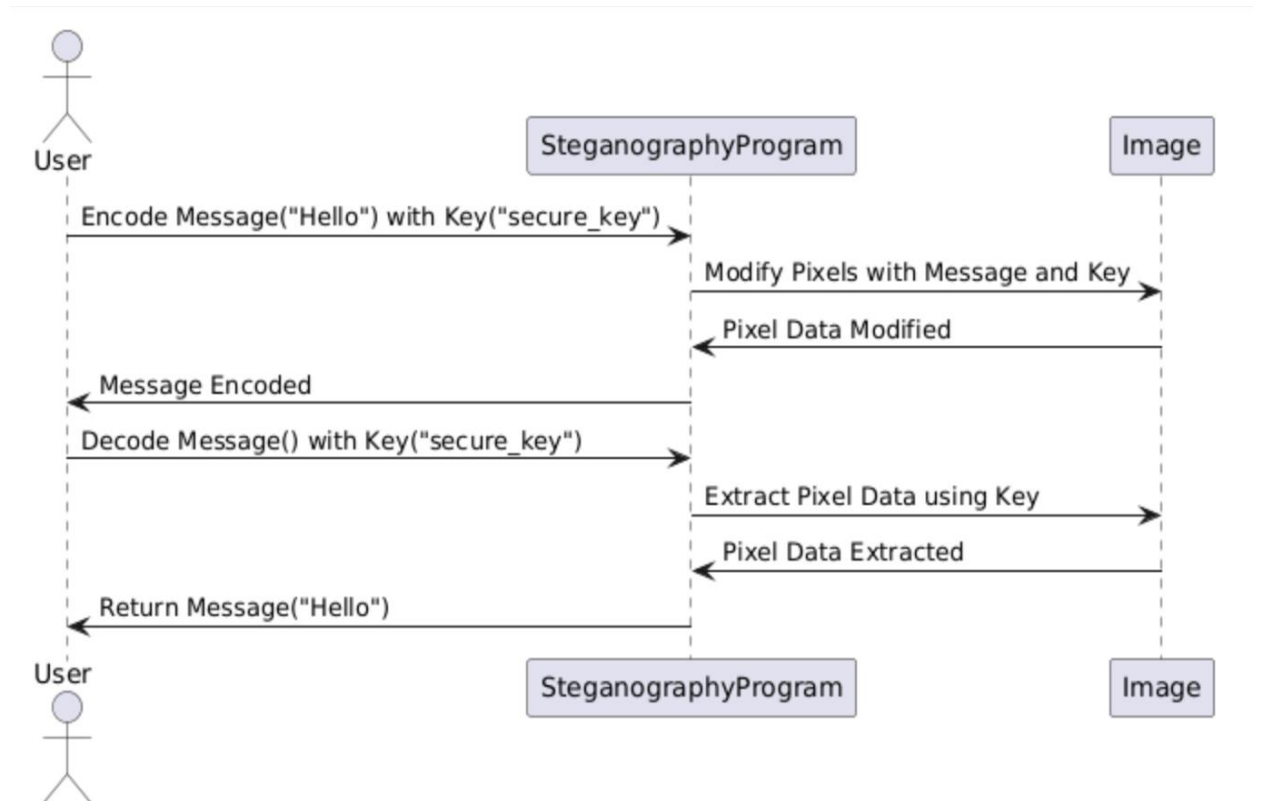 User
SteganographyProgram
Image
Encode Message("Hello") with Key("secure_key")
Modify Pixels with Message and Key
Pixel Data Modified
Message Encoded
Decode Message() with Key("secure_key")
Extract Pixel Data using Key
Pixel Data Extracted
Return Message("Hello")
User
SteganographyProgram
Image